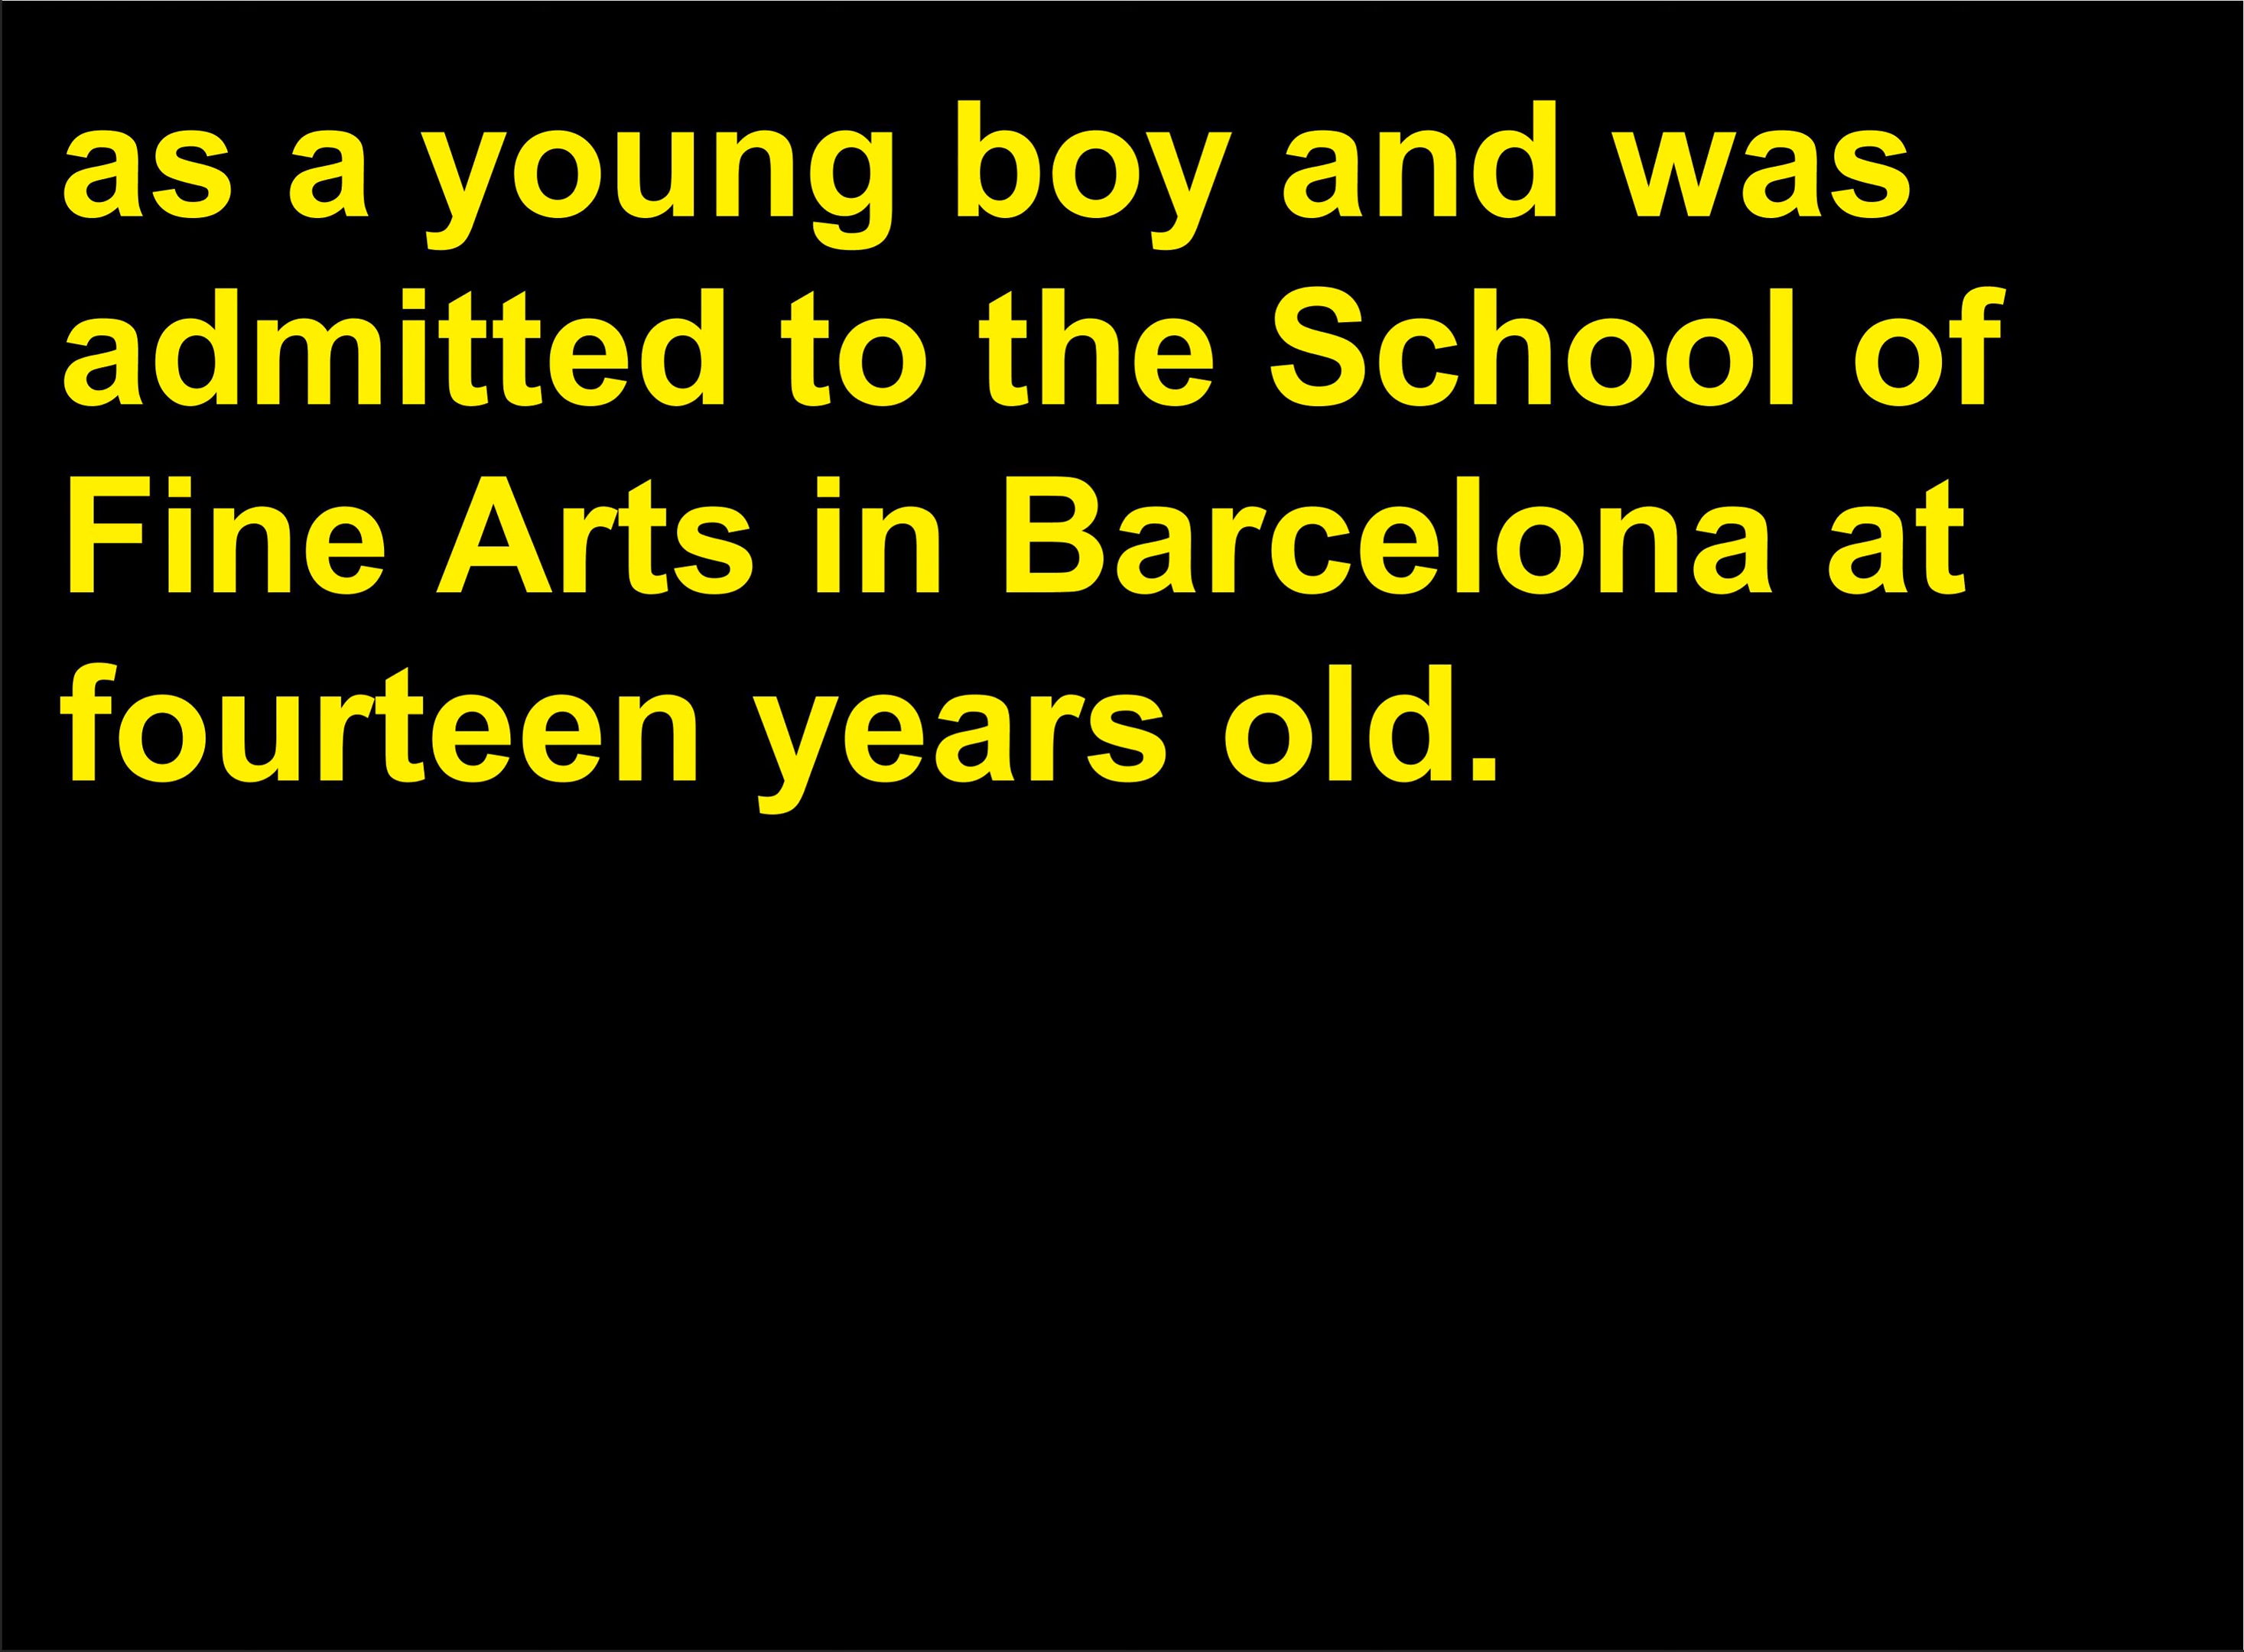 as a young boy and was
admitted to the School of
Fine Arts in Barcelona at
fourteen years old.